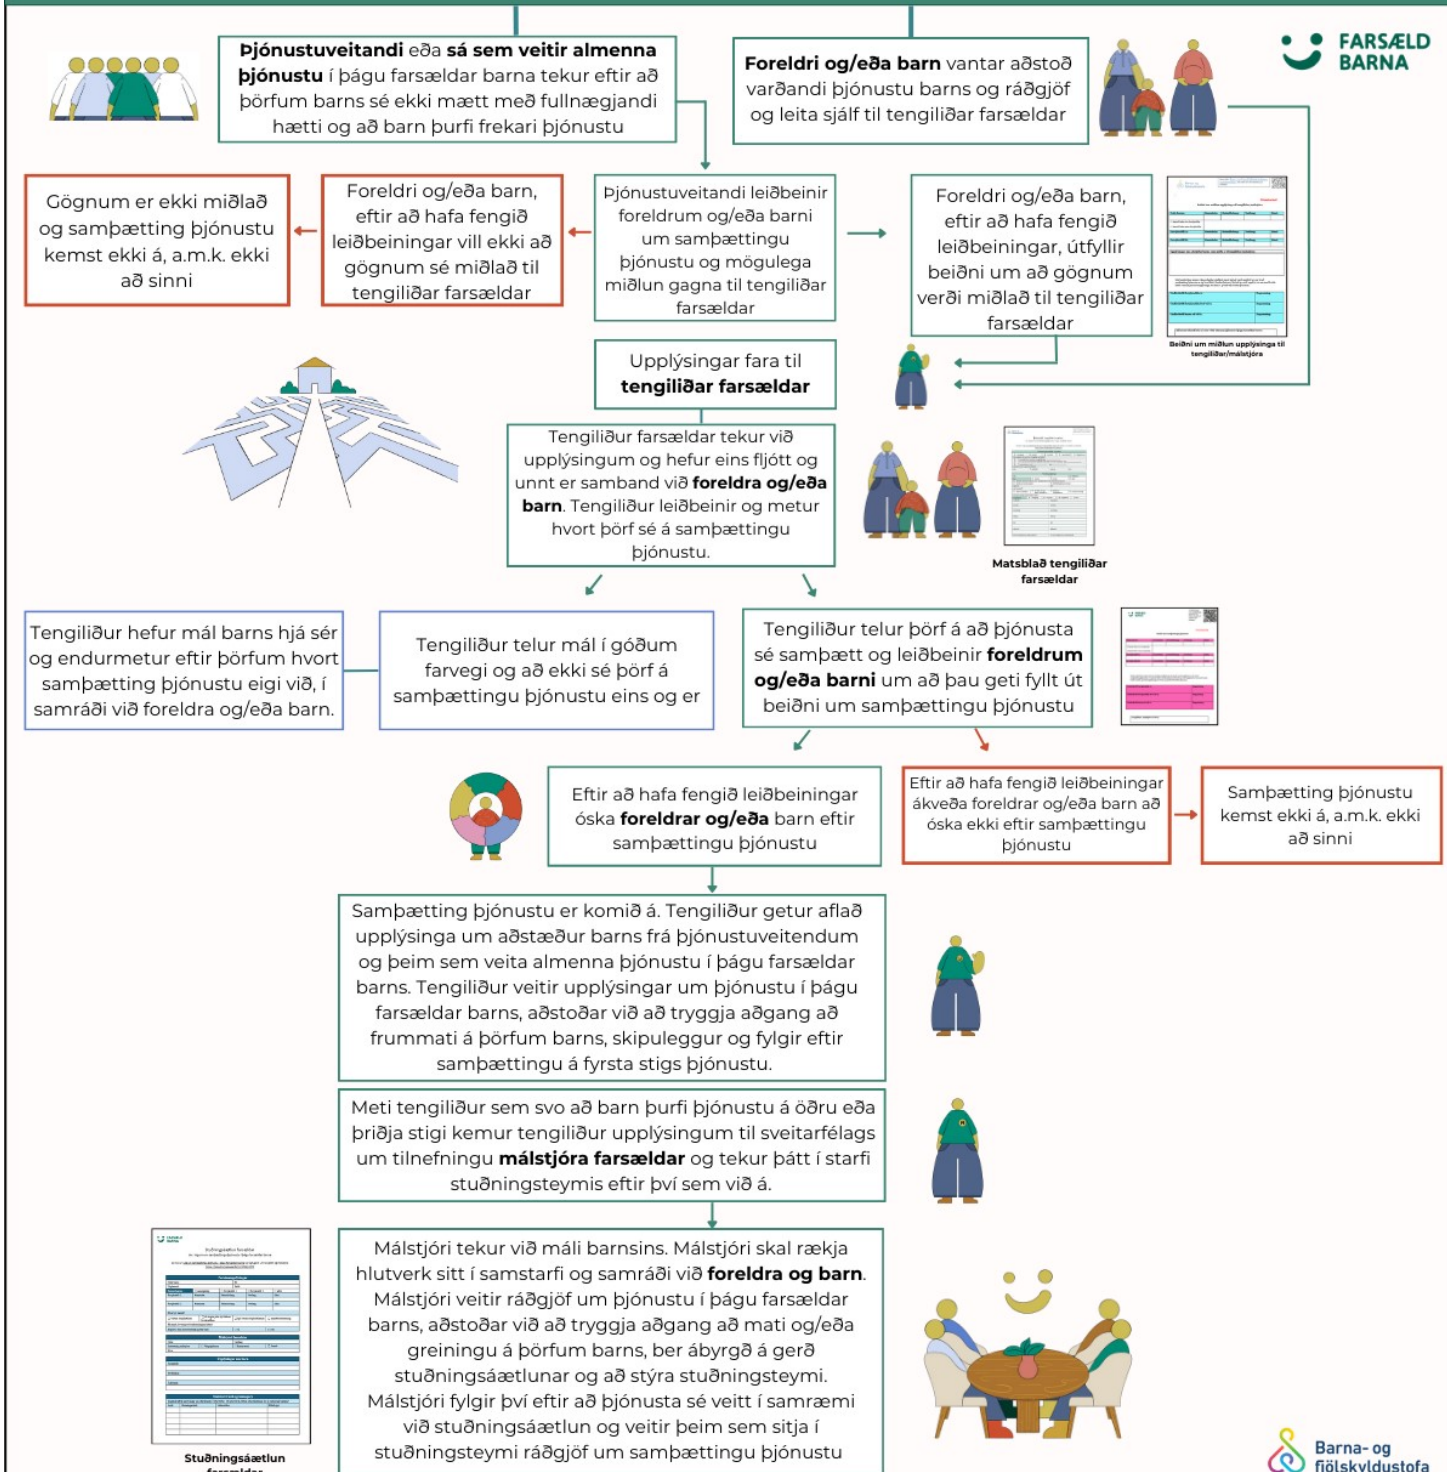 Þjónustuveitandi eða sá sem veitir almenna
þjónustu í þágu farsældar barna tekur eftir að
þörfum barns sé ekki mætt með fullnægjandi
hætti og að barn þurfi frekari þjónustu
Foreldri og/eða barn vantar aðstoð
varðandi þjónustu barns og ráðgjöf
og leita sjálf til tengiliðar farsældar
FARSÆLD
BARNA
Gögnum er ekki miðlað
og samþætting þjónustu
kemst ekki á, a.m.k. ekki
að sinni
Foreldri og/eða barn,
eftir að hafa fengið
leiðbeiningar vill ekki að
gögnum sé miðlað til
tengiliðar farsældar
Þjónustuveitandi leiðbeinir
foreldrum og/eða barni
um samþættingu
þjónustu og mögulega
miðlun gagna til tengiliðar
farsældar
Foreldri og/eða barn,
eftir að hafa fengið
leiðbeiningar, útfyllir
beiðni um að gögnum
verði miðlað til tengiliðar
farsældar
Beiðni um miðlun upplýsinga til
tengiliðar/málstjóra
Upplýsingar fara til
tengiliðar farsældar
Tengiliður farsældar tekur við
upplýsingum og hefur eins fljótt og
unnt er samband við foreldra og/eða
barn. Tengiliður leiðbeinir og metur
hvort þörf sé á samþættingu
þjónustu.
Matsblað tengiliðar
farsældar
Tengiliður hefur mál barns hjá sér
og endurmetur eftir þörfum hvort
samþætting þjónustu eigi við, í
samráði við foreldra og/eða barn.
Tengiliður telur mál í góðum
farvegi og að ekki sé þörf á
samþættingu þjónustu eins og er
Tengiliður telur þörf á að þjónusta
sé samþætt og leiðbeinir foreldrum
og/eða barni um að þau geti fyllt út
beiðni um samþættingu þjónustu
Eftir að hafa fengið leiðbeiningar
óska foreldrar og/eða barn eftir
samþættingu þjónustu
Eftir að hafa fengið leiðbeiningar
ákveða foreldrar og/eða barn að
óska ekki eftir samþættingu
þjónustu
Samþætting þjónustu
kemst ekki á, a.m.k. ekki
að sinni
Samþætting þjónustu er komið á. Tengiliður getur aflað
upplýsinga um aðstæður barns frá þjónustuveitendum
og þeim sem veita almenna þjónustu í þágu farsældar
barns. Tengiliður veitir upplýsingar um þjónustu í þágu
farsældar barns, aðstoðar við að tryggja aðgang að
frummati á þörfum barns, skipuleggur og fylgir eftir
samþættingu á fyrsta stigs þjónustu.
Meti tengiliður sem svo að barn þurfi þjónustu á öðru eða
þriðja stigi kemur tengiliður upplýsingum til sveitarfélags
um tilnefningu málstjóra farsældar og tekur þátt í starfi
stuðningsteymis eftir því sem við á.
Málstjóri tekur við máli barnsins. Málstjóri skal rækja
hlutverk sitt í samstarfi og samráði við foreldra og barn.
Málstjóri veitir ráðgjöf um þjónustu í þágu farsældar
barns, aðstoðar við að tryggja aðgang að mati og/eða
greiningu á þörfum barns, ber ábyrgð á gerð
stuðningsáætlunar og að stýra stuðningsteymi.
Málstjóri fylgir því eftir að þjónusta sé veitt í samræmi
við stuðningsáætlun og veitir þeim sem sitja í
stuðningsteymi ráðgjöf um samþættingu þjónustu
Stuðningsáætlun
farsældar
Barna- og
fjölskyldustofa